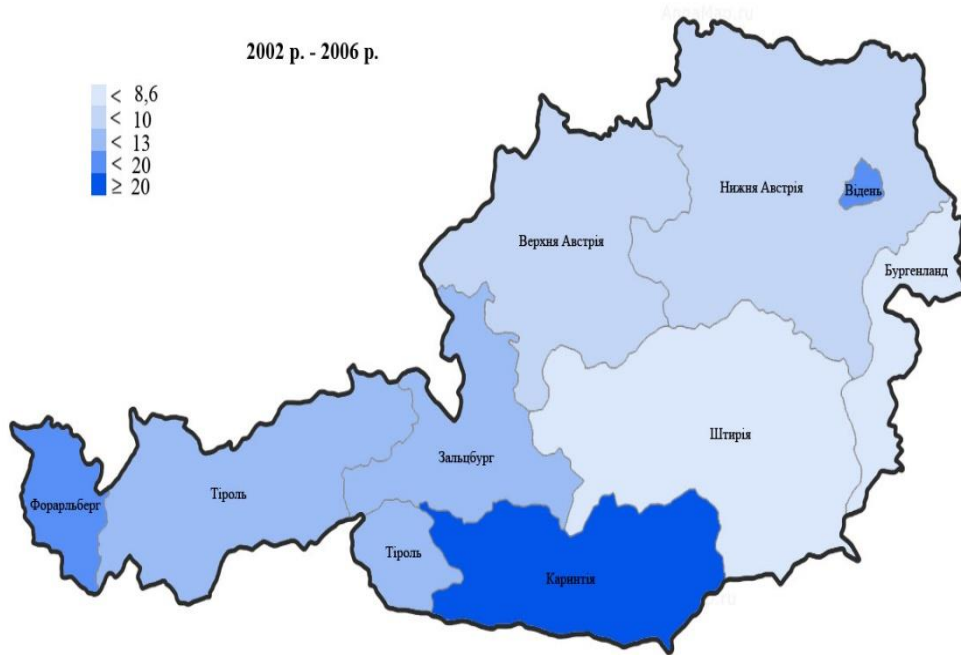 2002 р. - 2006 р.
< 8,6
< 10
< 13
< 20
≥ 20
Нижня Австрія
Відень
Верхня Австрія
Бургенланд
Штирія
Зальцбург
Тіроль
Форарльберг
Тіроль
Каринтія